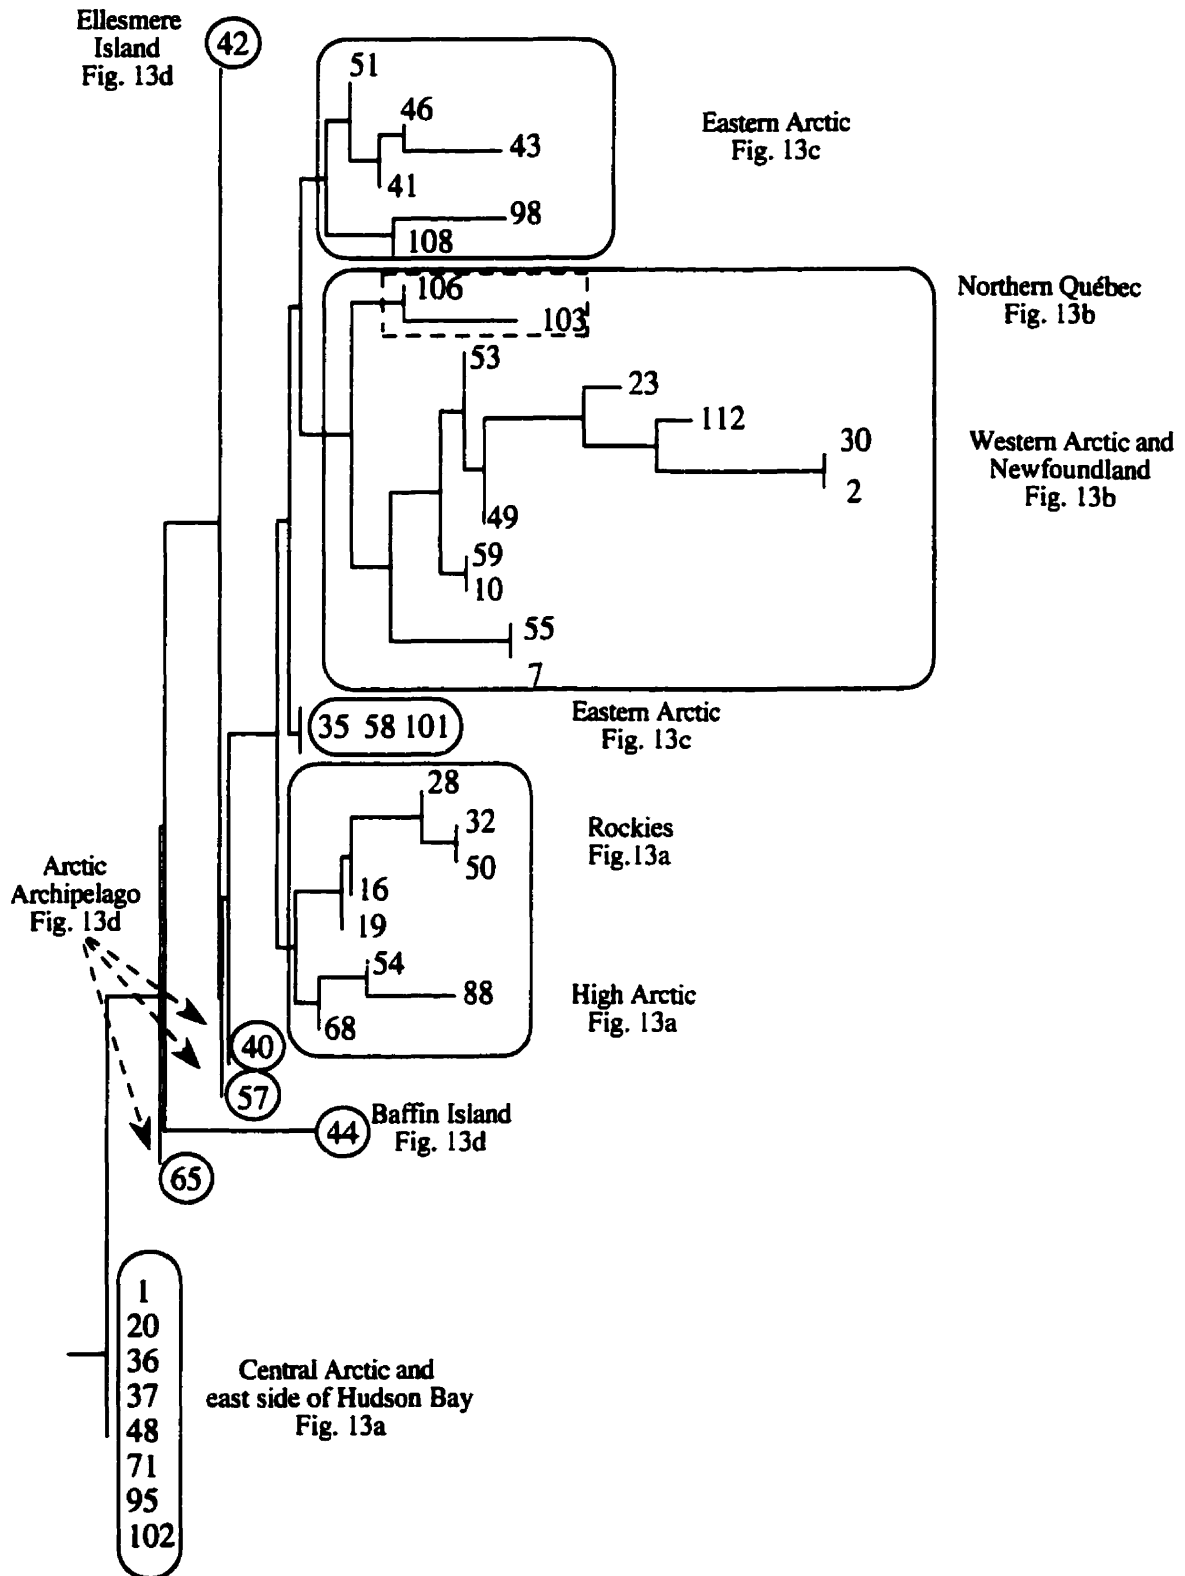 Ellesmere
Island
Fig. 13d
42
51
46
43
41
98
108
Eastern Arctic
Fig. 13c
106
103
Northern Québec
Fig. 13b
53
23
112
30
2
49
59
10
55
7
Western Arctic and
Newfoundland
Fig. 13b
35 58 101
Eastern Arctic
Fig. 13c
28
32
50
16
19
Rockies
Fig.13a
54
88
68
High Arctic
Fig. 13a
Arctic
Archipelago
Fig. 13d
40
57
44
Baffin Island
Fig. 13d
65
1
20
36
37
48
71
95
102
Central Arctic and
east side of Hudson Bay
Fig. 13a